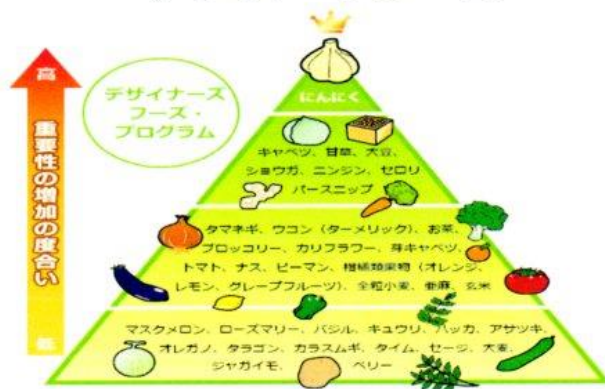 高
重要性の増加の度合い
低
デザイナーズ
フーズ・
プログラム
にんにく
キャベツ、甘草、大豆、
ショウガ、ニンジン、セロリ
パースニップ
タマネギ、ウコン（ターメリック）、お茶、
ブロッコリー、カリフラワー、芽キャベツ、
トマト、ナス、ピーマン、柑橘類果物（オレンジ、
レモン、グレープフルーツ）、全粒小麦、亜麻、玄米
マスクメロン、ローズマリー、バジル、キュウリ、ハッカ、アサツキ、
オレガノ、タラゴン、カラスムギ、タイム、セージ、大麦、
ジャガイモ、ベリー